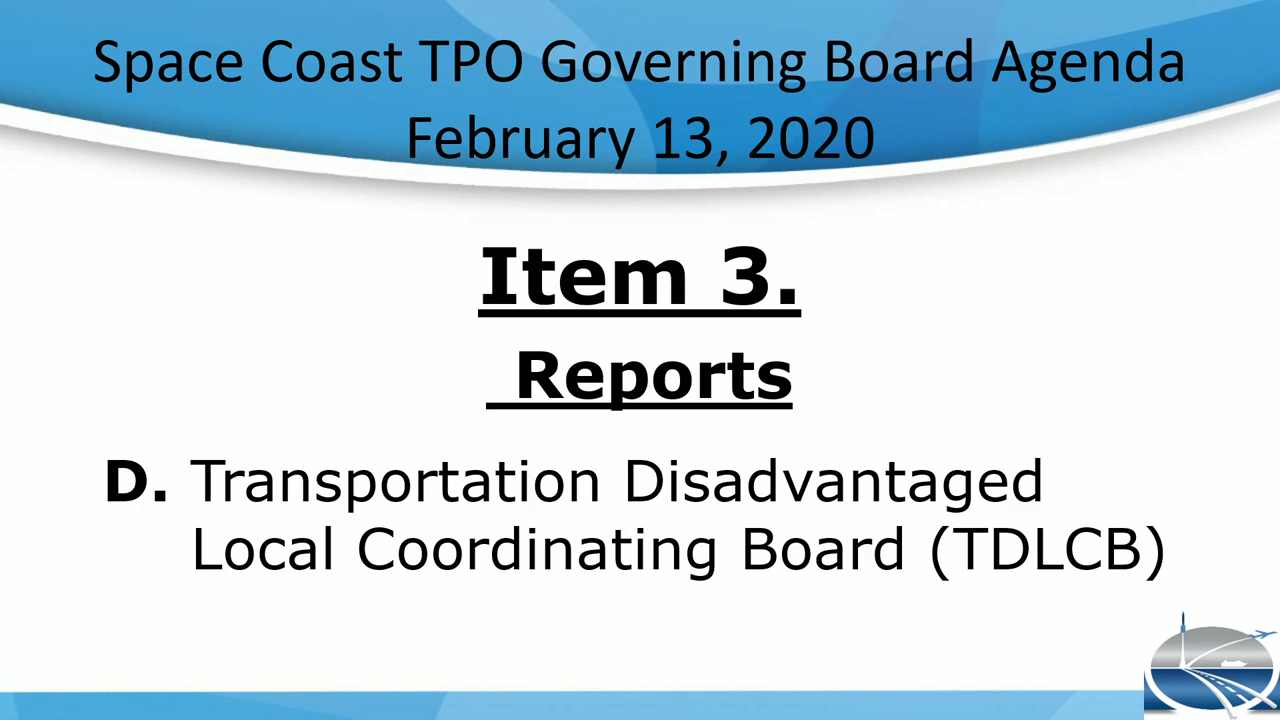 Space Coast TPO Governing Board Agenda
February 13, 2020
Item 3.
Reports
D. Transportation Disadvantaged
Local Coordinating Board (TDLCB)